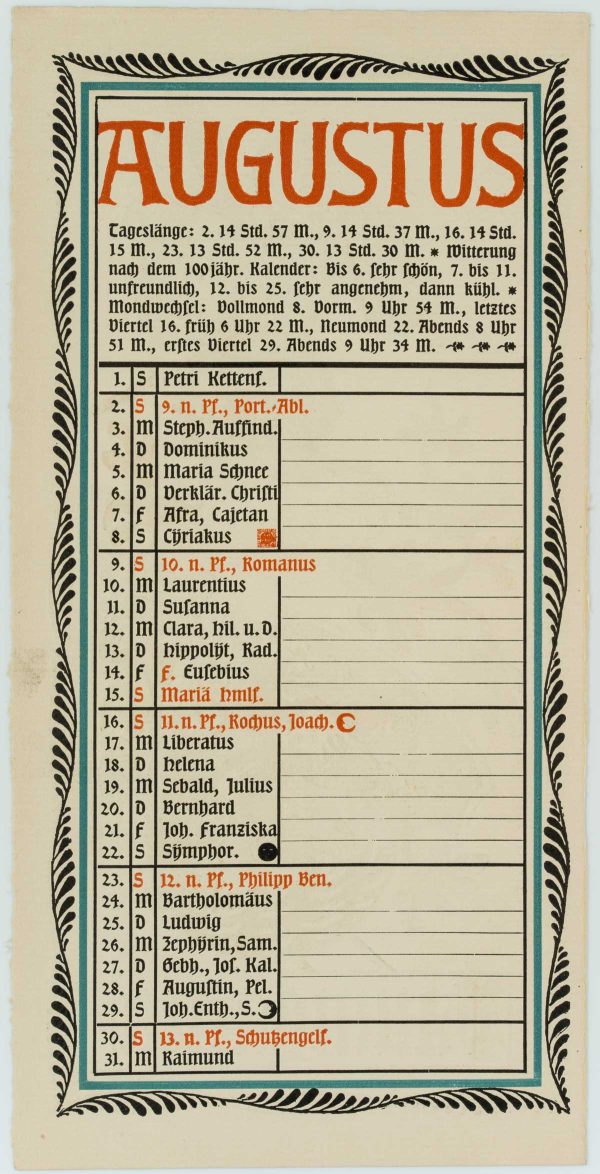 AUGUSTUS
Tageslänge: 2. 14 Std. 57 M., 9. 14 Std. 37 M., 16. 14 Std.
15 M., 23. 13 Std. 52 M., 30. 13 Std. 30 M. * Witterung
nach dem 100jähr. Kalender: Bis 6. sehr schön, 7. bis 11.
unfreundlich, 12. bis 25. sehr angenehm, dann kühl. *
Mondwechsel: Vollmond 8. Vorm. 9 Uhr 54 M., letztes
Viertel 16. früh 6 Uhr 22 M., Neumond 22. Abends 8 Uhr
51 M., erstes Viertel 29. Abends 9 Uhr 34 M.
1. S Petri Kettenf.
2. S 9. n. Pf., Port.-Abl.
3. M Steph. Auffind.
4. D Dominikus
5. M Maria Schnee
6. D Verklär. Christi
7. F Afra, Cajetan
8. S Cÿriakus
9. S 10. n. Pf., Romanus
10. M Laurentius
11. D Susanna
12. M Clara, Hil. u. D.
13. D Hippolÿt, Rad.
14. F F. Eusebius
15. S Mariä Hmlf.
16. S 11. n. Pf., Rochus, Joach.
17. M Liberatus
18. D Helena
19. M Sebald, Julius
20. D Bernhard
21. F Joh. Franziska
22. S Sÿmphor.
23. S 12. n. Pf., Philipp Ben.
24. M Bartholomäus
25. D Ludwig
26. M Zephÿrin, Sam.
27. D Gebh., Jos. Kal.
28. F Augustin, Pel.
29. S Joh. Enth., S.
30. S 13. n. Pf., Schutzengelf.
31. M Raimund